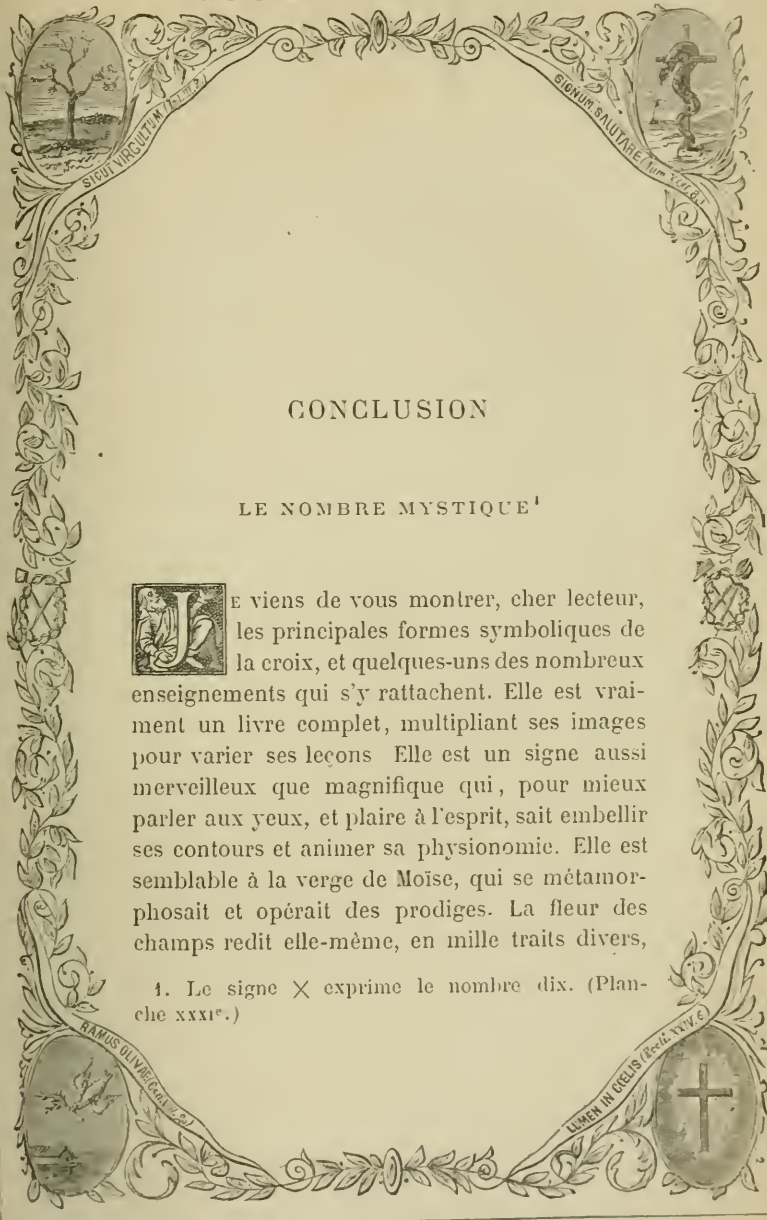 SICUT VIRGULTUM
SIGNUM SALUTARE
CONCLUSION
LE NOMBRE MYSTIQUE¹
JE viens de vous montrer, cher lecteur,
les principales formes symboliques de
la croix, et quelques-uns des nombreux
enseignements qui s'y rattachent. Elle est vrai-
ment un livre complet, multipliant ses images
pour varier ses leçons Elle est un signe aussi
merveilleux que magnifique qui, pour mieux
parler aux yeux, et plaire à l'esprit, sait embellir
ses contours et animer sa physionomie. Elle est
semblable à la verge de Moïse, qui se métamor-
phosait et opérait des prodiges. La fleur des
champs redit elle-même, en mille traits divers,
1. Le signe X exprime le nombre dix. (Plan-
che XXXIᵉ.)
RAMUS OLIVAE
LUMEN IN CŒLIS (Eccli. XXIV. 6)